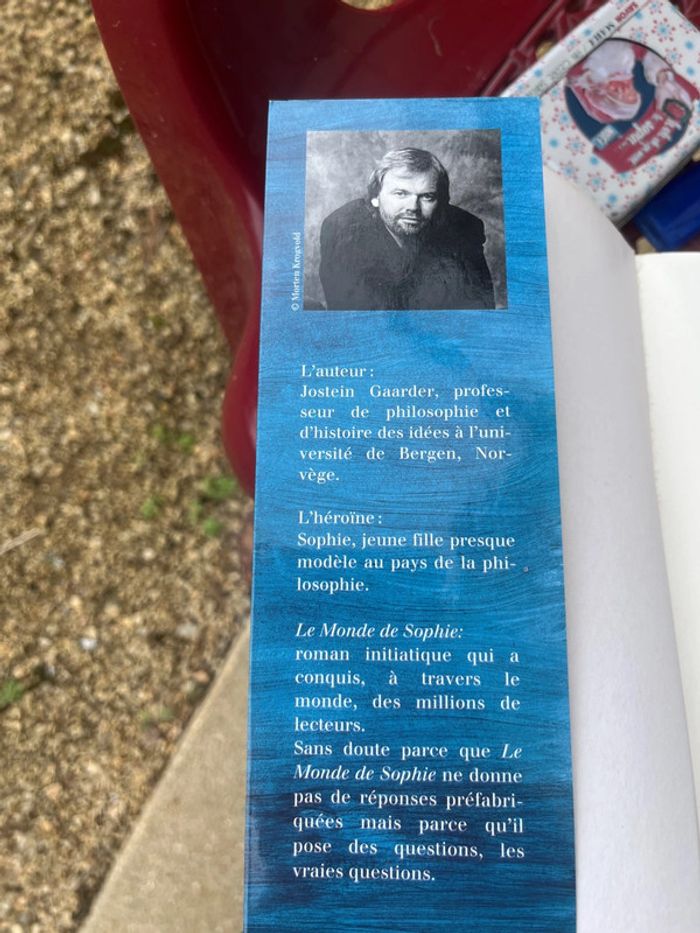 SAVON
© Morten Krogvold
L'auteur :
Jostein Gaarder, profes-
seur de philosophie et
d'histoire des idées à l'uni-
versité de Bergen, Nor-
vège.
L'héroïne :
Sophie, jeune fille presque
modèle au pays de la phi-
losophie.
Le Monde de Sophie:
roman initiatique qui a
conquis, à travers le
monde, des millions de
lecteurs.
Sans doute parce que Le
Monde de Sophie ne donne
pas de réponses préfabri-
quées mais parce qu'il
pose des questions, les
vraies questions.